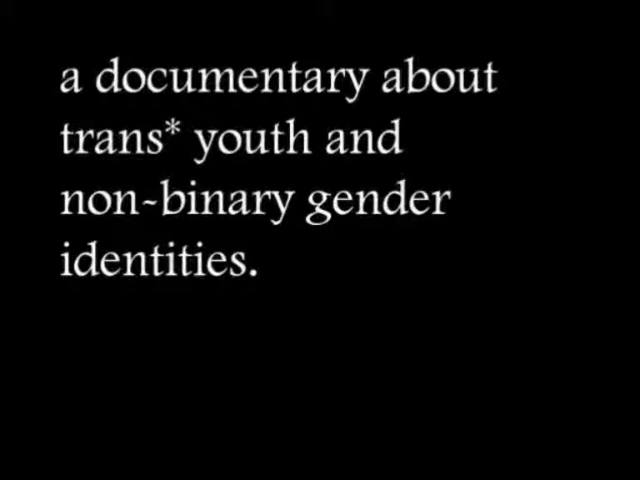 a documentary about
trans* youth and
non-binary gender
identities.